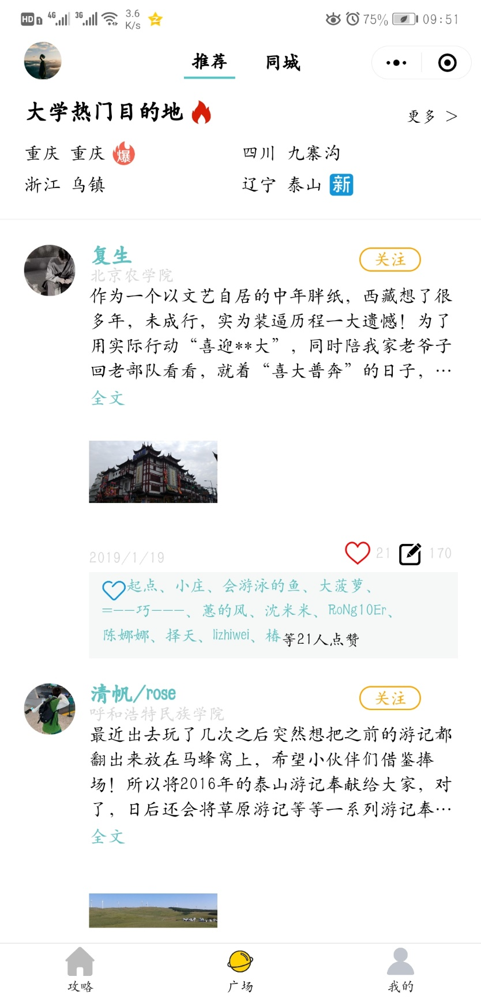 HD 1 4G 3G 3.6 K/s 75% 09:51
推荐 同城
大学热门目的地 更多 >
重庆 重庆 爆 四川 九寨沟
浙江 乌镇 辽宁 泰山 新
复生 关注
北京农学院
作为一个以文艺自居的中年胖纸，西藏想了很
多年，未成行，实为装逼历程一大遗憾！为了
用实际行动“喜迎**大”，同时陪我家老爷子
回老部队看看，就着“喜大普奔”的日子，…
全文
2019/1/19 21 170
起点、小庄、会游泳的鱼、大菠萝、
=——巧———、蕙的风、沈米米、RoNg10Er、
陈娜娜、择天、lizhiwei、椿等21人点赞
清帆/rose 关注
呼和浩特民族学院
最近出去玩了几次之后突然想把之前的游记都
翻出来放在马蜂窝上，希望小伙伴们借鉴捧
场！所以将2016年的泰山游记奉献给大家，对
了，日后还会将草原游记等等一系列游记奉…
全文
攻略 广场 我的